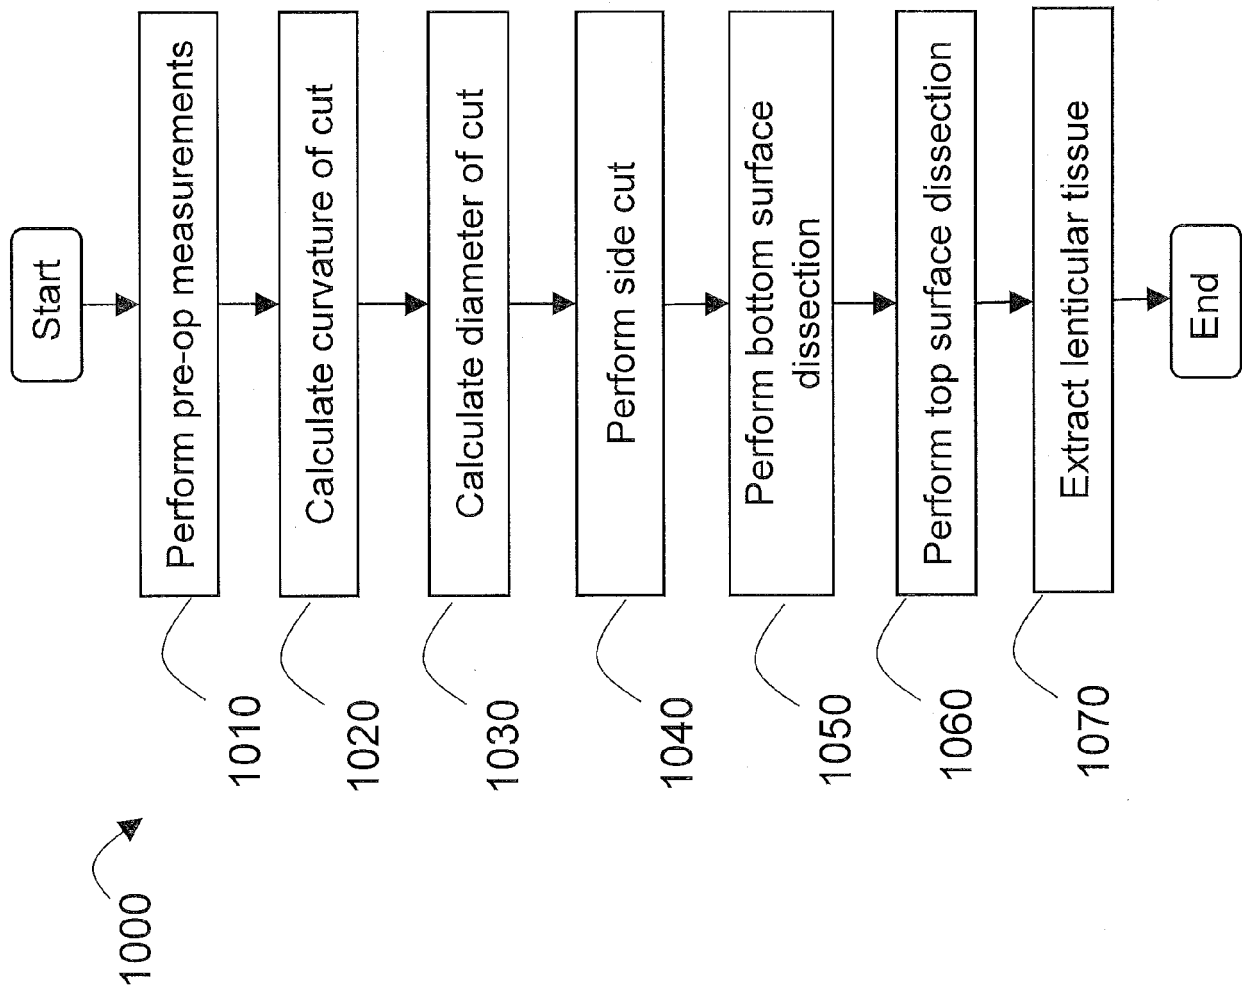 1000
Start
1010
Perform pre-op measurements
1020
Calculate curvature of cut
1030
Calculate diameter of cut
1040
Perform side cut
1050
Perform bottom surface
dissection
1060
Perform top surface dissection
1070
Extract lenticular tissue
End